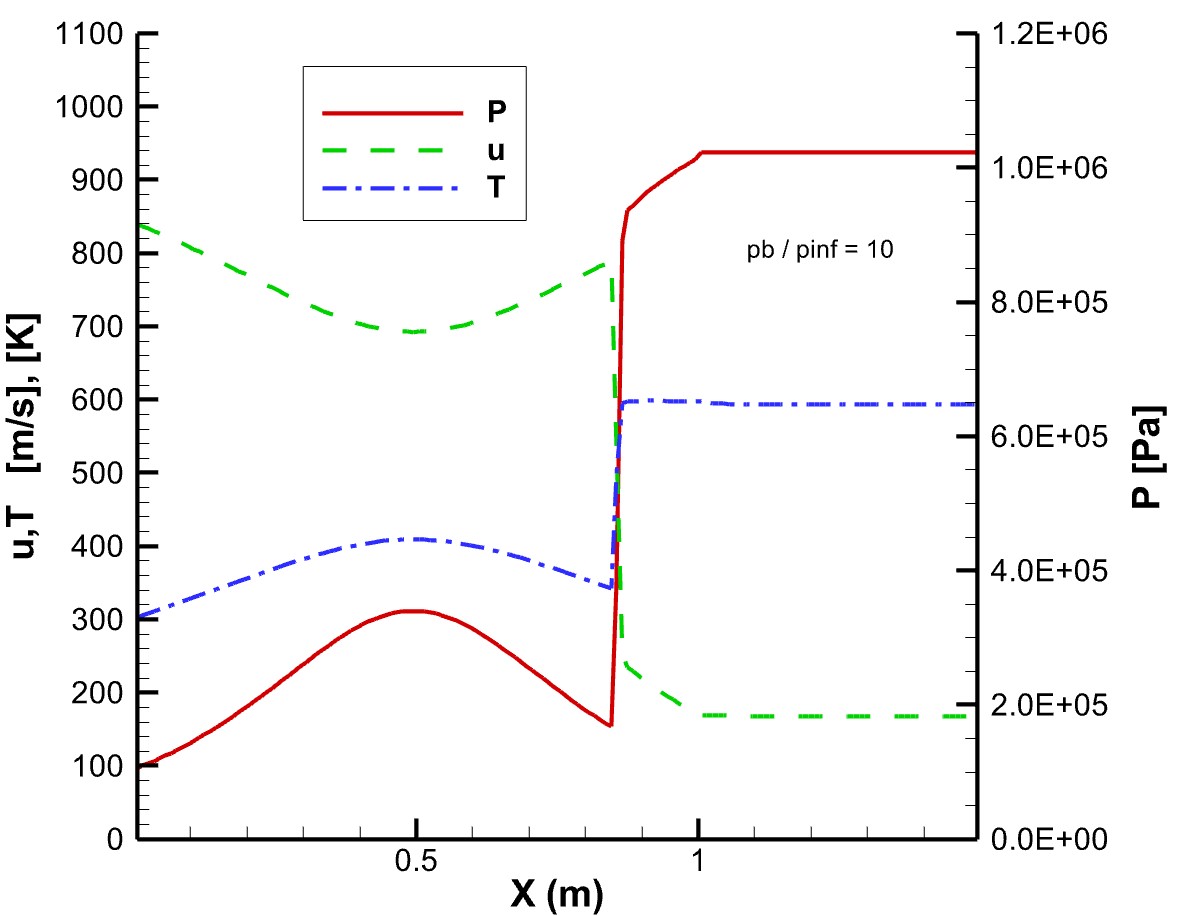 1100
1000
900
800
700
600
500
400
300
200
100
0
u,T [m/s], [K]
P
u
T
pb / pinf = 10
1.2E+06
1.0E+06
8.0E+05
6.0E+05
4.0E+05
2.0E+05
0.0E+00
P [Pa]
0.5 1
X (m)